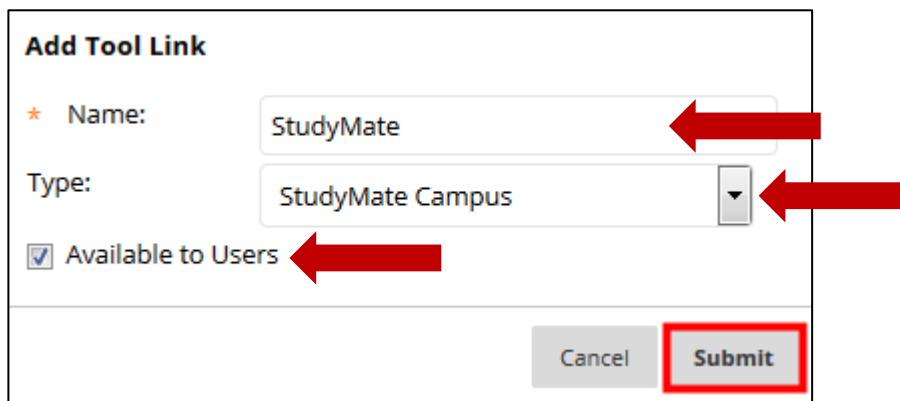 Add Tool Link
* Name: StudyMate
Type: StudyMate Campus
Available to Users
Cancel Submit